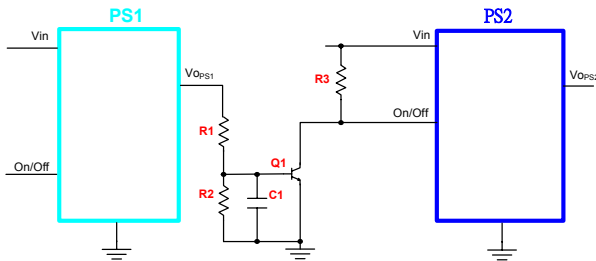 PS1
PS2
Vin
Vin
VoPS1
VoPS2
R3
R1
On/Off
Q1
On/Off
R2
C1